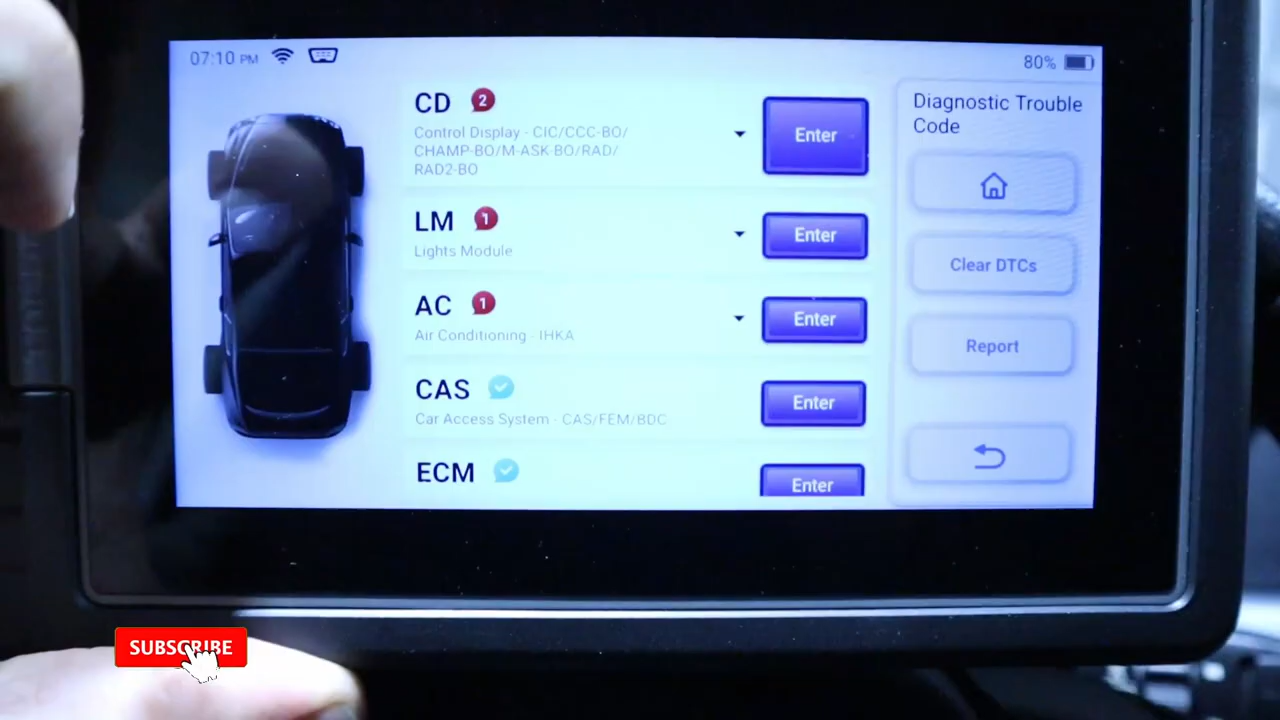 07:10 PM
80%
CD 2
Control Display - CIC/CCC-BO/
CHAMP-BO/M-ASK-BO/RAD/
RAD2-BO
Enter
LM 1
Lights Module
Enter
AC 1
Air Conditioning - IHKA
Enter
CAS
Car Access System - CAS/FEM/BDC
Enter
ECM
Enter
Diagnostic Trouble
Code
Clear DTCs
Report
SUBSCRIBE